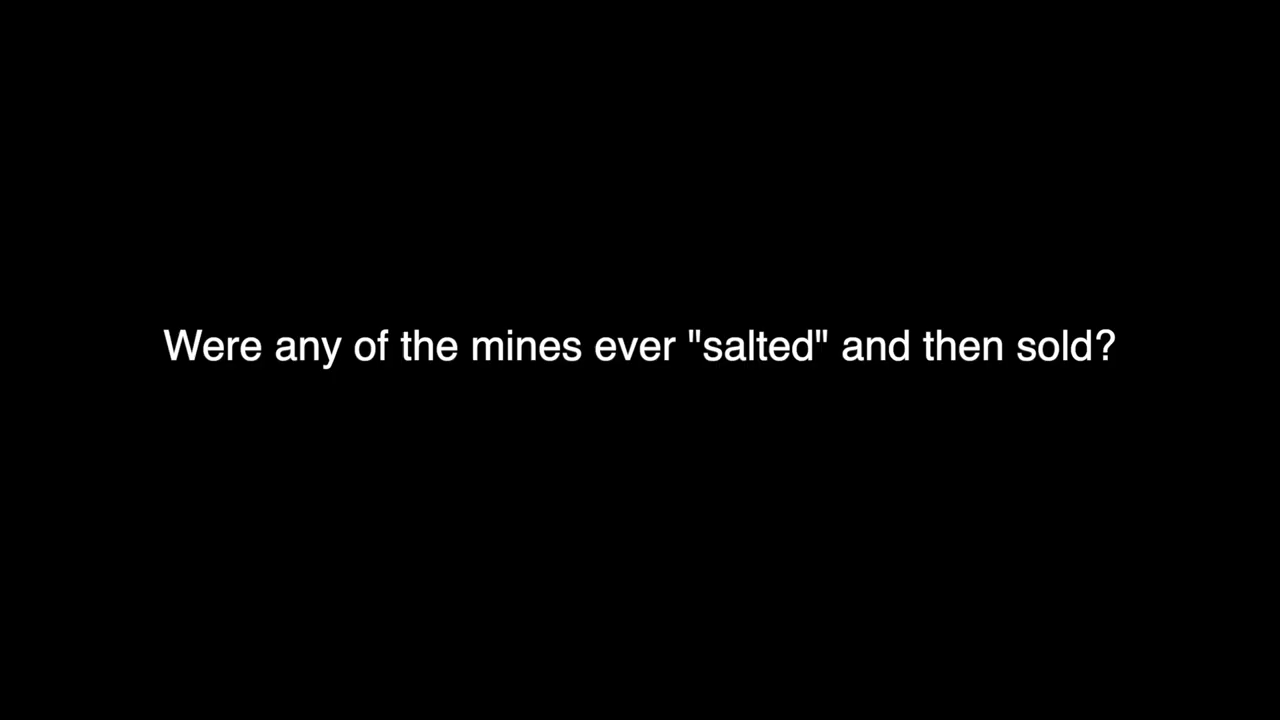 Were any of the mines ever "salted" and then sold?